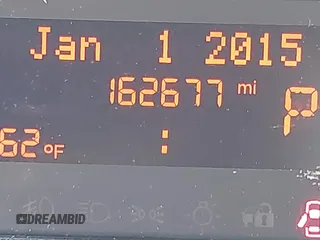 Jan 1 2015
162677 mi
P
62°F :
DREAMBID